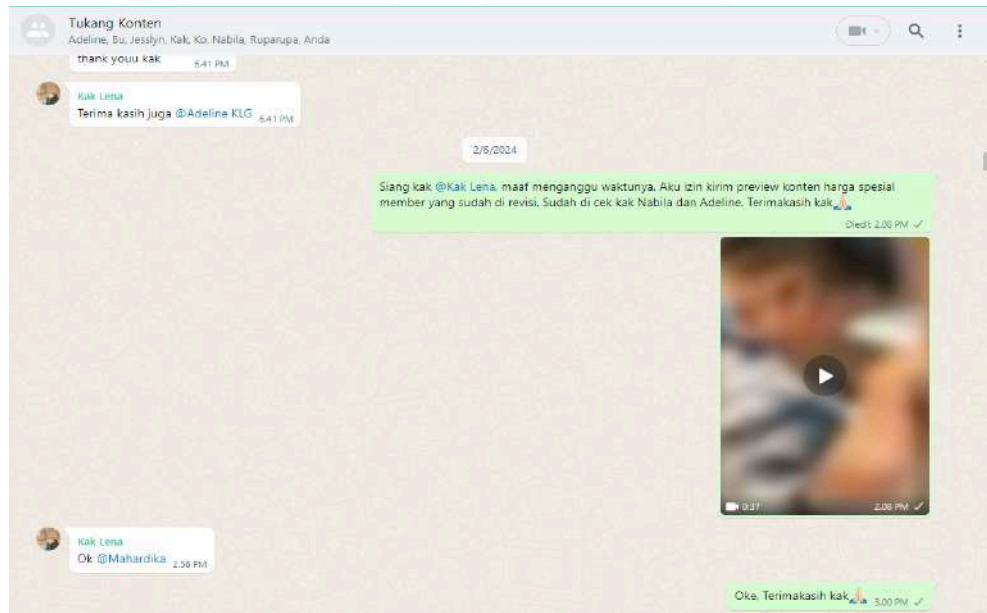 Tukang Konten
Adeline, Bu, Jesslyn, Kak, Ko, Nabila, Ruparupa, Anda
thank youu kak 6.41 PM
Kak Lena
Terima kasih juga @Adeline KLG 6.41 PM
2/6/2024
Siang kak @Kak Lena, maaf menganggu waktunya. Aku izin kirim preview konten harga spesial
member yang sudah di revisi. Sudah di cek kak Nabila dan Adeline. Terimakasih kak🙏🏻
Diedit 2.08 PM
0:37 2.08 PM
Kak Lena
Ok @Mahardika 2.56 PM
Oke, Terimakasih kak🙏🏻 3.00 PM